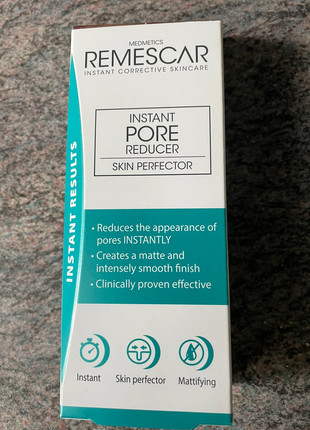 MEDMETICS
REMESCAR
INSTANT CORRECTIVE SKINCARE
INSTANT
PORE
REDUCER
SKIN PERFECTOR
INSTANT RESULTS
• Reduces the appearance of
pores INSTANTLY
• Creates a matte and
intensely smooth finish
• Clinically proven effective
Instant
Skin perfector
Mattifying